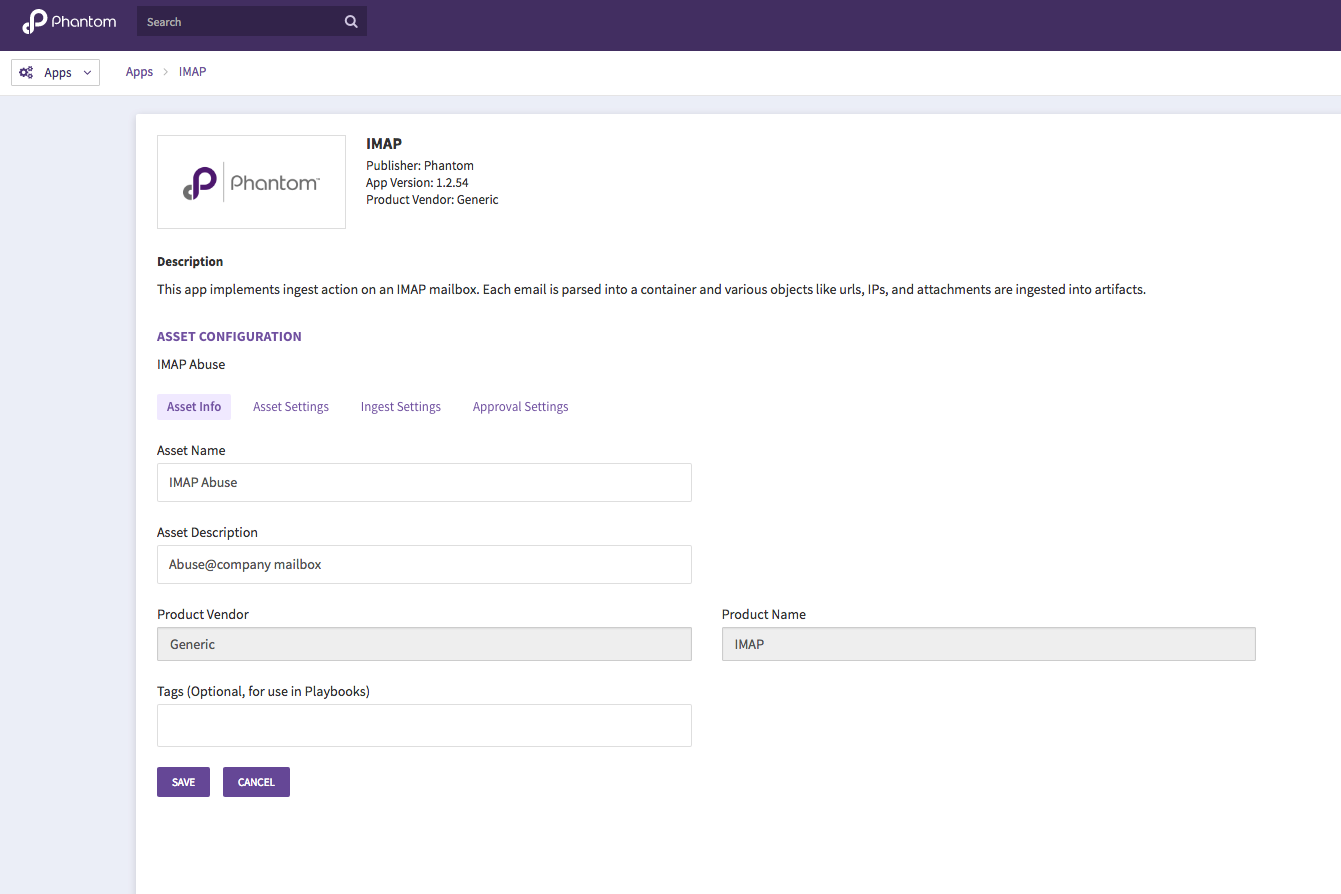 Phantom
Search
Apps
Apps > IMAP
Phantom™
IMAP
Publisher: Phantom
App Version: 1.2.54
Product Vendor: Generic
Description
This app implements ingest action on an IMAP mailbox. Each email is parsed into a container and various objects like urls, IPs, and attachments are ingested into artifacts.
ASSET CONFIGURATION
IMAP Abuse
Asset Info Asset Settings Ingest Settings Approval Settings
Asset Name
IMAP Abuse
Asset Description
Abuse@company mailbox
Product Vendor Product Name
Generic IMAP
Tags (Optional, for use in Playbooks)
SAVE CANCEL